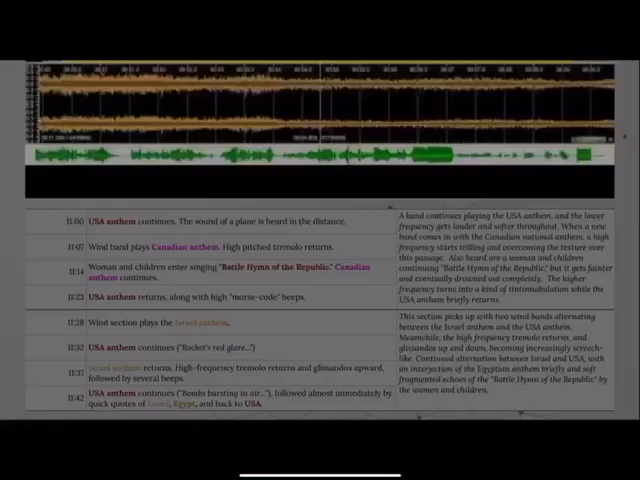 11:00 USA anthem continues. The sound of a plane is heard in the distance.
11:07 Wind band plays Canadian anthem. High pitched tremolo returns.
11:14 Woman and children enter singing "Battle Hymn of the Republic." Canadian
anthem continues.
11:23 USA anthem returns, along with high "morse-code" beeps.
A band continues playing the USA anthem, and the lower
frequency gets louder and softer throughout. When a new
band comes in with the Canadian national anthem, a high
frequency starts trilling and overcoming the texture over
this passage. Also heard are a woman and children
continuing "Battle Hymn of the Republic," but it gets fainter
and eventually drowned out completely. The higher
frequency turns into a kind of tintinnabulation while the
USA anthem briefly returns.
11:28 Wind section plays the Israel anthem.
11:32 USA anthem continues ("Rocket's red glare...")
11:37 Israel anthem returns. High-frequency tremolo returns and glissandos upward,
followed by several beeps.
11:42 USA anthem continues ("Bombs bursting in air..."), followed almost immediately by
quick quotes of Israel, Egypt, and back to USA.
This section picks up with two wind bands alternating
between the Israel anthem and the USA anthem.
Meanwhile, the high frequency tremolo returns, and
glissandos up and down, becoming increasingly screech-
like. Continued alternation between Israel and USA, with
an interjection of the Egyptian anthem briefly and soft
fragmented echoes of the "Battle Hymn of the Republic" by
the women and children.